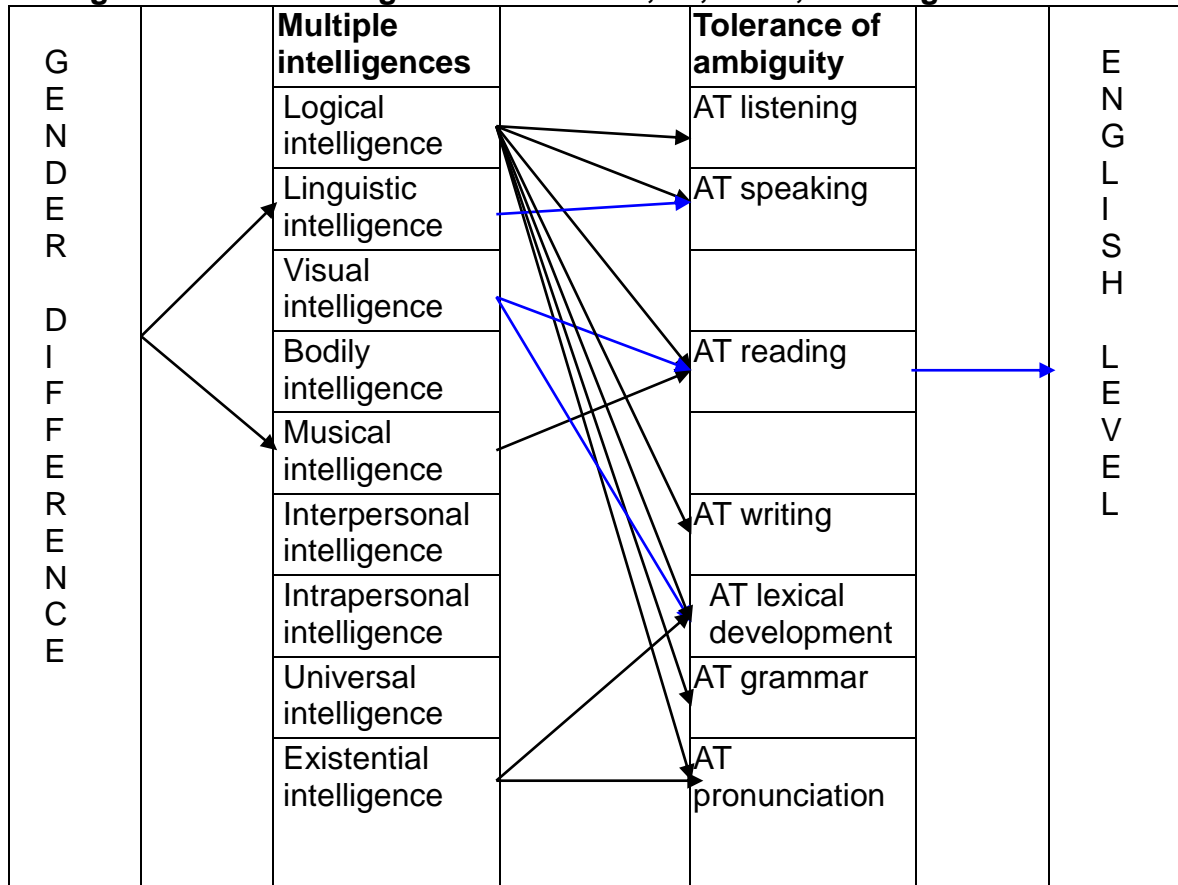 Multiple
intelligences
Tolerance of
ambiguity
G
E
N
D
E
R
D
I
F
F
E
R
E
N
C
E
Logical
intelligence
AT listening
Linguistic
intelligence
AT speaking
Visual
intelligence
Bodily
intelligence
AT reading
Musical
intelligence
Interpersonal
intelligence
AT writing
Intrapersonal
intelligence
AT lexical
development
Universal
intelligence
AT grammar
Existential
intelligence
AT
pronunciation
E
N
G
L
I
S
H
L
E
V
E
L